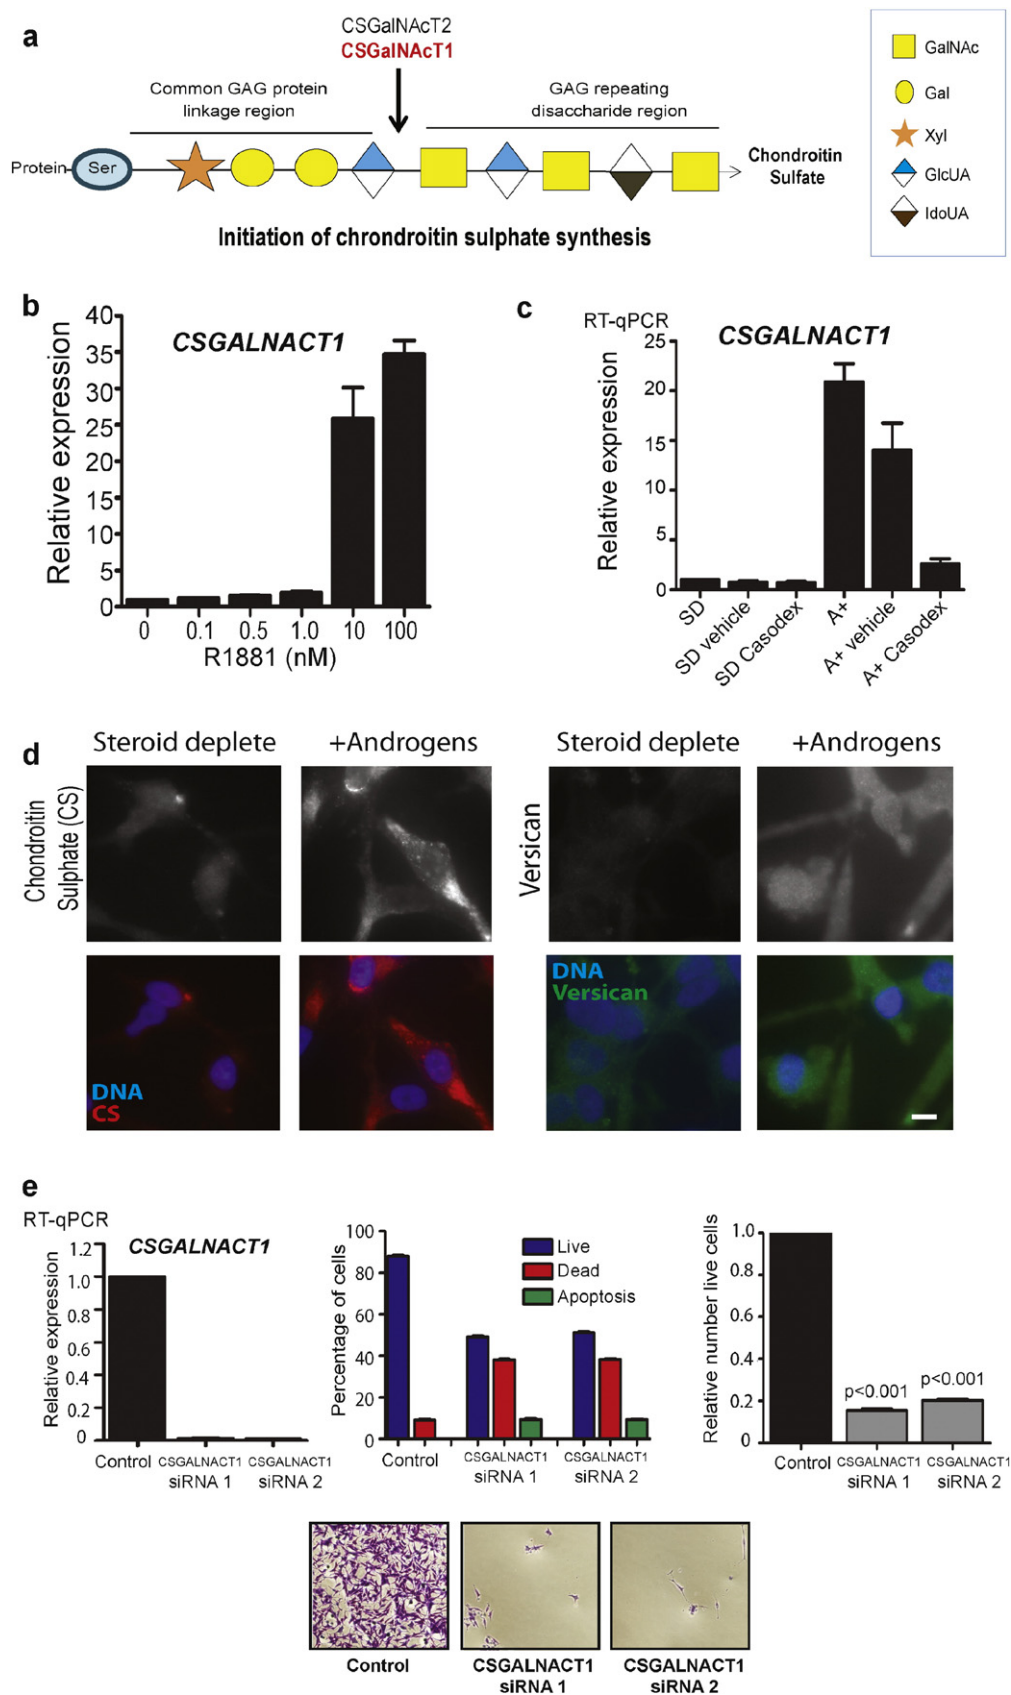 a
CSGalNAcT2
CSGalNAcT1
Common GAG protein
linkage region
GAG repeating
disaccharide region
Protein
Ser
Chondroitin
Sulfate
Initiation of chrondroitin sulphate synthesis
GalNAc
Gal
Xyl
GlcUA
IdoUA
b
CSGALNACT1
Relative expression
40
35
30
25
20
15
10
5
0
0 0.1 0.5 1.0 10 100
R1881 (nM)
c
RT-qPCR
CSGALNACT1
Relative expression
25
20
15
10
5
0
SD
SD vehicle
SD Casodex
A+
A+ vehicle
A+ Casodex
d
Steroid deplete
+Androgens
Steroid deplete
+Androgens
Chondroitin
Sulphate (CS)
Versican
DNA
CS
DNA
Versican
e
RT-qPCR
CSGALNACT1
Relative expression
1.2
1.0
0.8
0.6
0.4
0.2
0
Control
CSGALNACT1
siRNA 1
CSGALNACT1
siRNA 2
Percentage of cells
100
80
60
40
20
0
Live
Dead
Apoptosis
Control
CSGALNACT1
siRNA 1
CSGALNACT1
siRNA 2
Relative number live cells
1.0
0.8
0.6
0.4
0.2
0
p<0.001
p<0.001
Control
CSGALNACT1
siRNA 1
CSGALNACT1
siRNA 2
Control
CSGALNACT1
siRNA 1
CSGALNACT1
siRNA 2